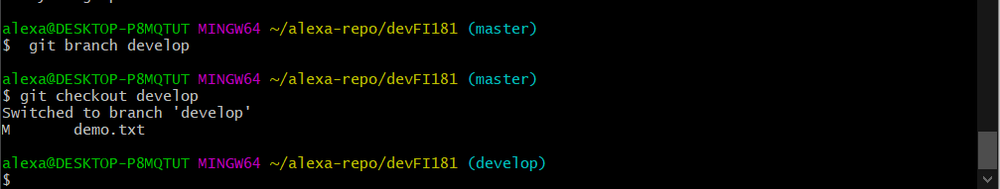 alexa@DESKTOP-P8MQTUT MINGW64 ~/alexa-repo/devFI181 (master)
$  git branch develop
alexa@DESKTOP-P8MQTUT MINGW64 ~/alexa-repo/devFI181 (master)
$ git checkout develop
Switched to branch 'develop'
M       demo.txt
alexa@DESKTOP-P8MQTUT MINGW64 ~/alexa-repo/devFI181 (develop)
$